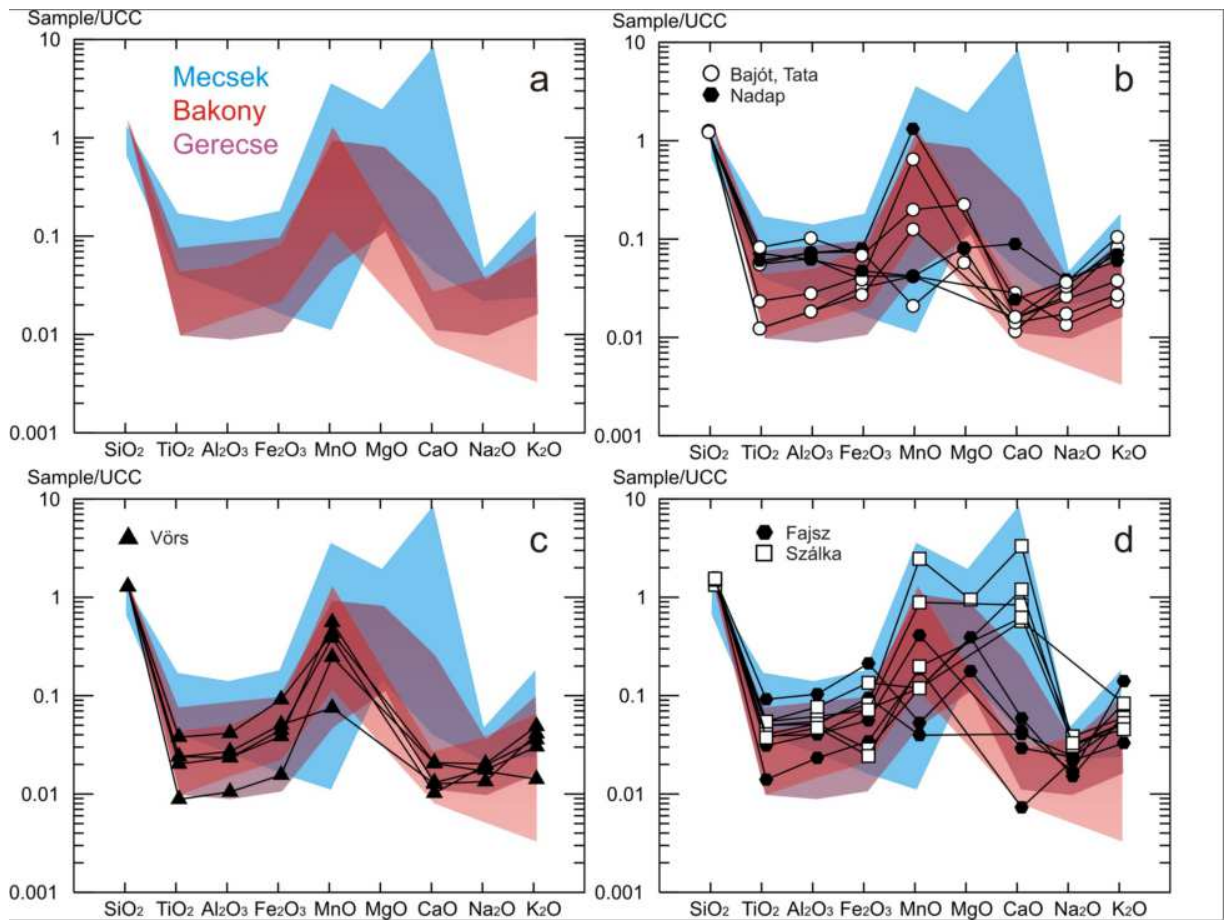 Sample/UCC
10
1
0.1
0.01
0.001
Mecsek
Bakony
Gerecse
a
SiO₂ TiO₂ Al₂O₃ Fe₂O₃ MnO MgO CaO Na₂O K₂O
Sample/UCC
10
1
0.1
0.01
0.001
Bajót, Tata
Nadap
b
SiO₂ TiO₂ Al₂O₃ Fe₂O₃ MnO MgO CaO Na₂O K₂O
Sample/UCC
10
1
0.1
0.01
0.001
Vörs
c
SiO₂ TiO₂ Al₂O₃ Fe₂O₃ MnO MgO CaO Na₂O K₂O
Sample/UCC
10
1
0.1
0.01
0.001
Fajsz
Szálka
d
SiO₂ TiO₂ Al₂O₃ Fe₂O₃ MnO MgO CaO Na₂O K₂O